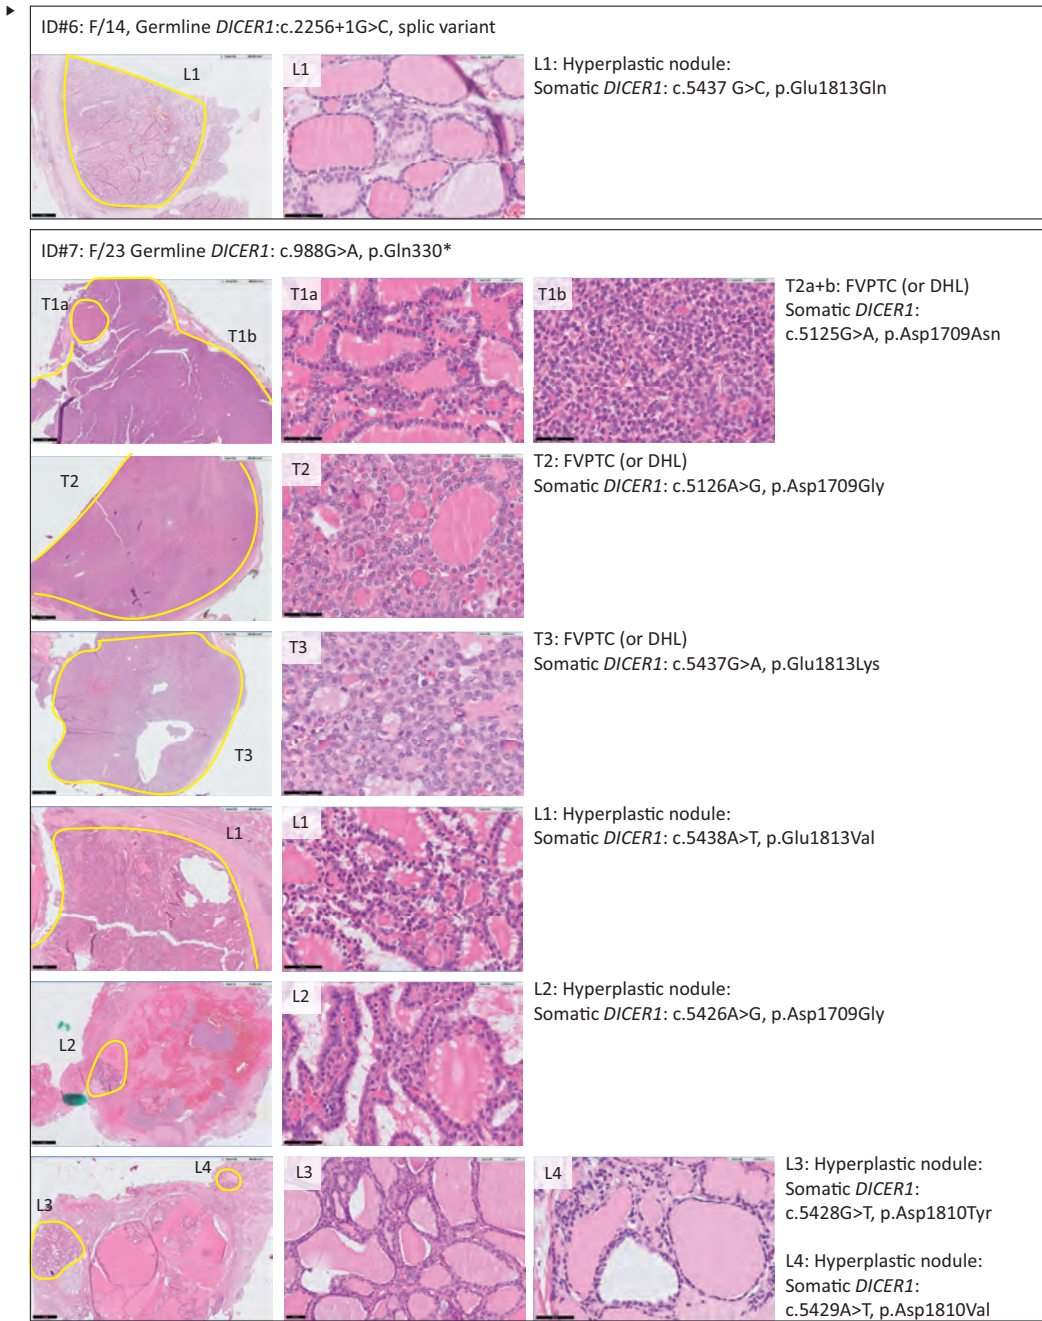 ID#6: F/14, Germline DICER1:c.2256+1G>C, splic variant
L1
L1
L1: Hyperplastic nodule:
Somatic DICER1: c.5437 G>C, p.Glu1813Gln
ID#7: F/23 Germline DICER1: c.988G>A, p.Gln330*
T1a
T1b
T1a
T1b
T2a+b: FVPTC (or DHL)
Somatic DICER1:
c.5125G>A, p.Asp1709Asn
T2
T2
T2: FVPTC (or DHL)
Somatic DICER1: c.5126A>G, p.Asp1709Gly
T3
T3
T3: FVPTC (or DHL)
Somatic DICER1: c.5437G>A, p.Glu1813Lys
L1
L1
L1: Hyperplastic nodule:
Somatic DICER1: c.5438A>T, p.Glu1813Val
L2
L2
L2: Hyperplastic nodule:
Somatic DICER1: c.5426A>G, p.Asp1709Gly
L3
L4
L3
L4
L3: Hyperplastic nodule:
Somatic DICER1:
c.5428G>T, p.Asp1810Tyr
L4: Hyperplastic nodule:
Somatic DICER1:
c.5429A>T, p.Asp1810Val